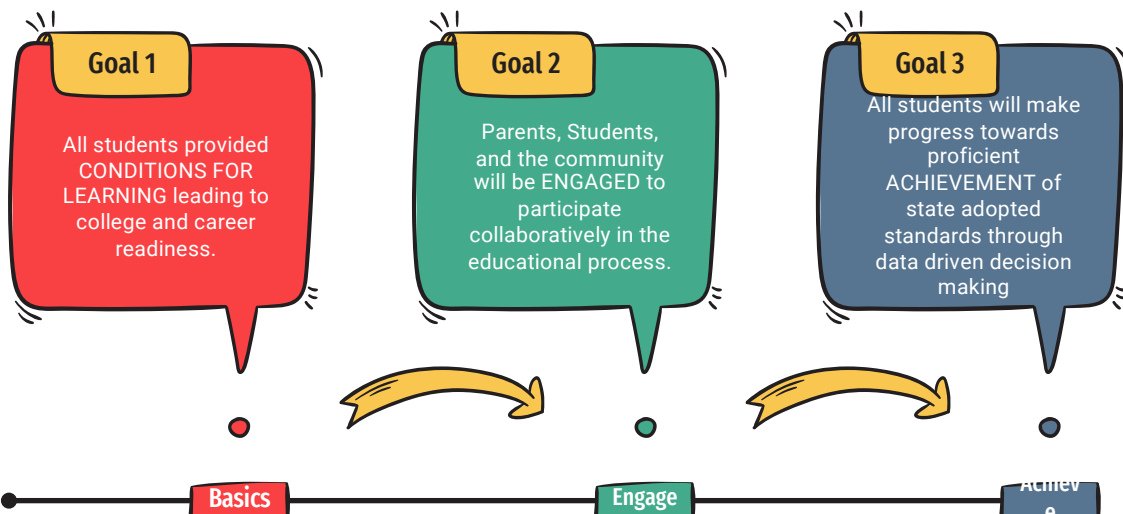 Goal 1
All students provided
CONDITIONS FOR
LEARNING leading to
college and career
readiness.
Goal 2
Parents, Students,
and the community
will be ENGAGED to
participate
collaboratively in the
educational process.
Goal 3
All students will make
progress towards
proficient
ACHIEVEMENT of
state adopted
standards through
data driven decision
making
Basics
Engage
Achiev
e